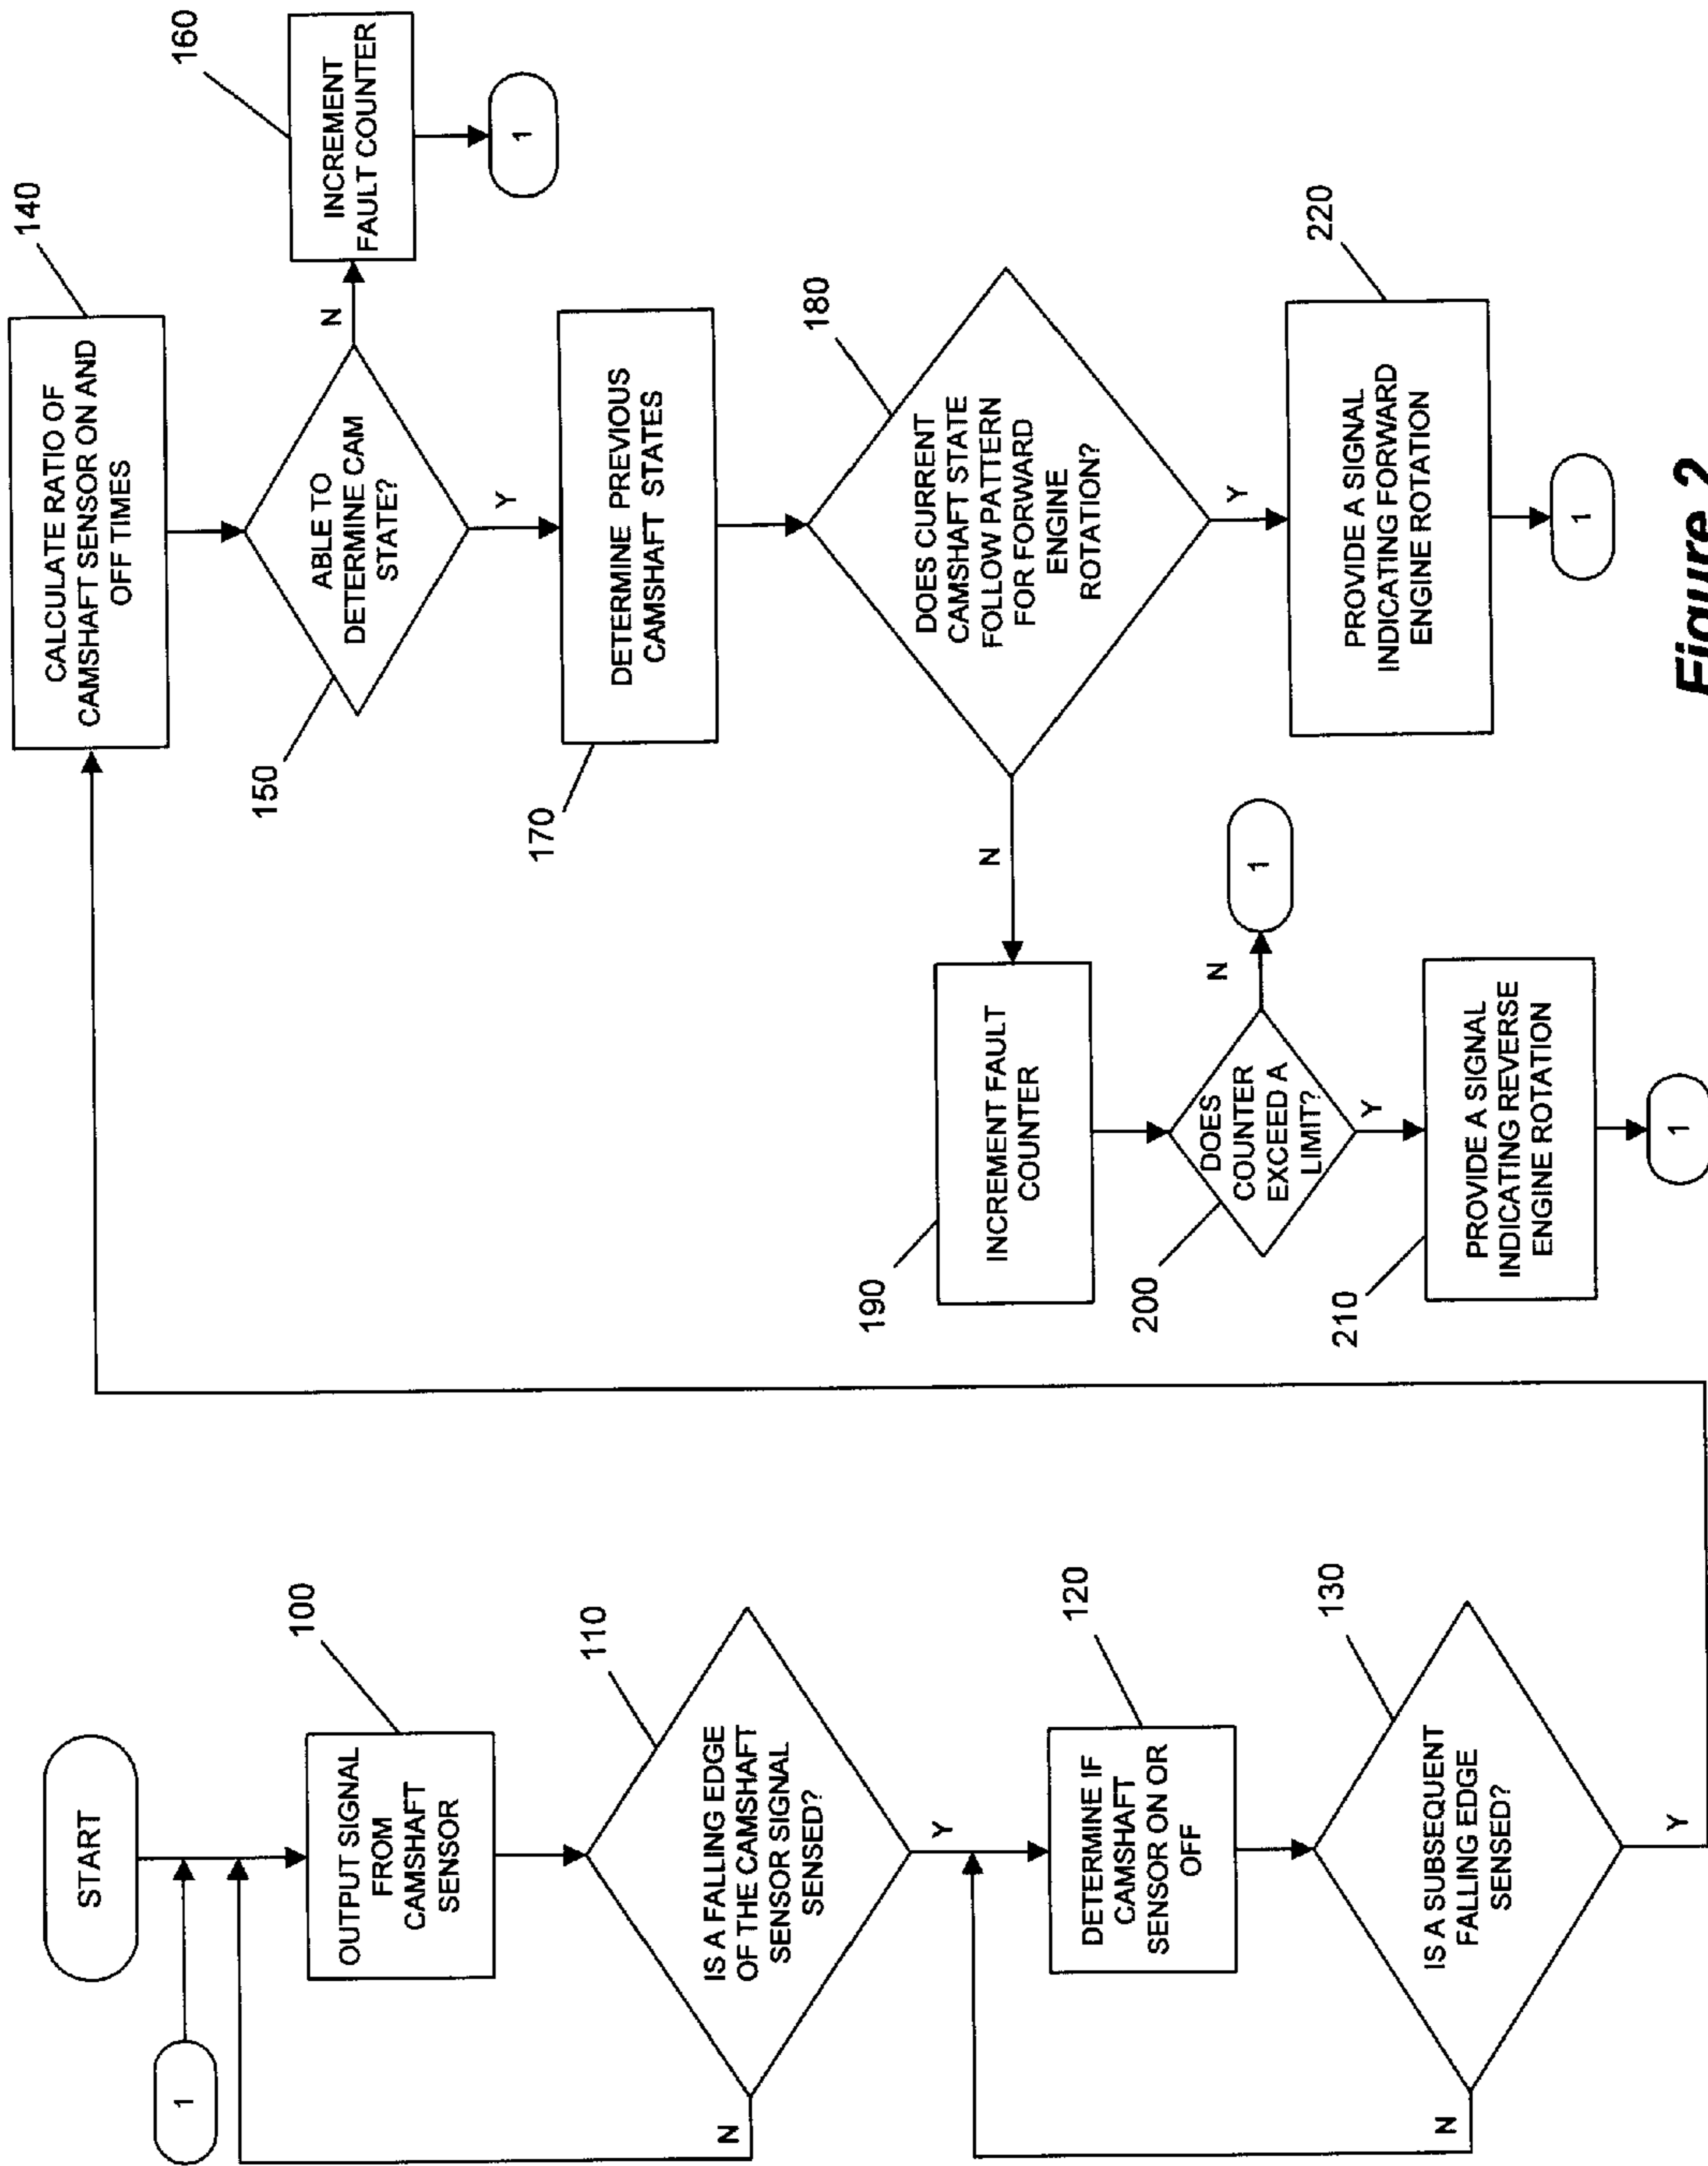 START
1
100
OUTPUT SIGNAL
FROM
CAMSHAFT
SENSOR
110
IS A FALLING EDGE
OF THE CAMSHAFT
SENSOR SIGNAL
SENSED?
N
Y
120
DETERMINE IF
CAMSHAFT
SENSOR ON OR
OFF
130
IS A SUBSEQUENT
FALLING EDGE
SENSED?
N
Y
140
CALCULATE RATIO OF
CAMSHAFT SENSOR ON AND
OFF TIMES
150
ABLE TO
DETERMINE CAM
STATE?
N
160
INCREMENT
FAULT COUNTER
1
Y
170
DETERMINE PREVIOUS
CAMSHAFT STATES
180
DOES CURRENT
CAMSHAFT STATE
FOLLOW PATTERN
FOR FORWARD
ENGINE
ROTATION?
N
190
INCREMENT FAULT
COUNTER
200
DOES
COUNTER
EXCEED A
LIMIT?
N
1
Y
210
PROVIDE A SIGNAL
INDICATING REVERSE
ENGINE ROTATION
1
Y
220
PROVIDE A SIGNAL
INDICATING FORWARD
ENGINE ROTATION
1
Figure 2